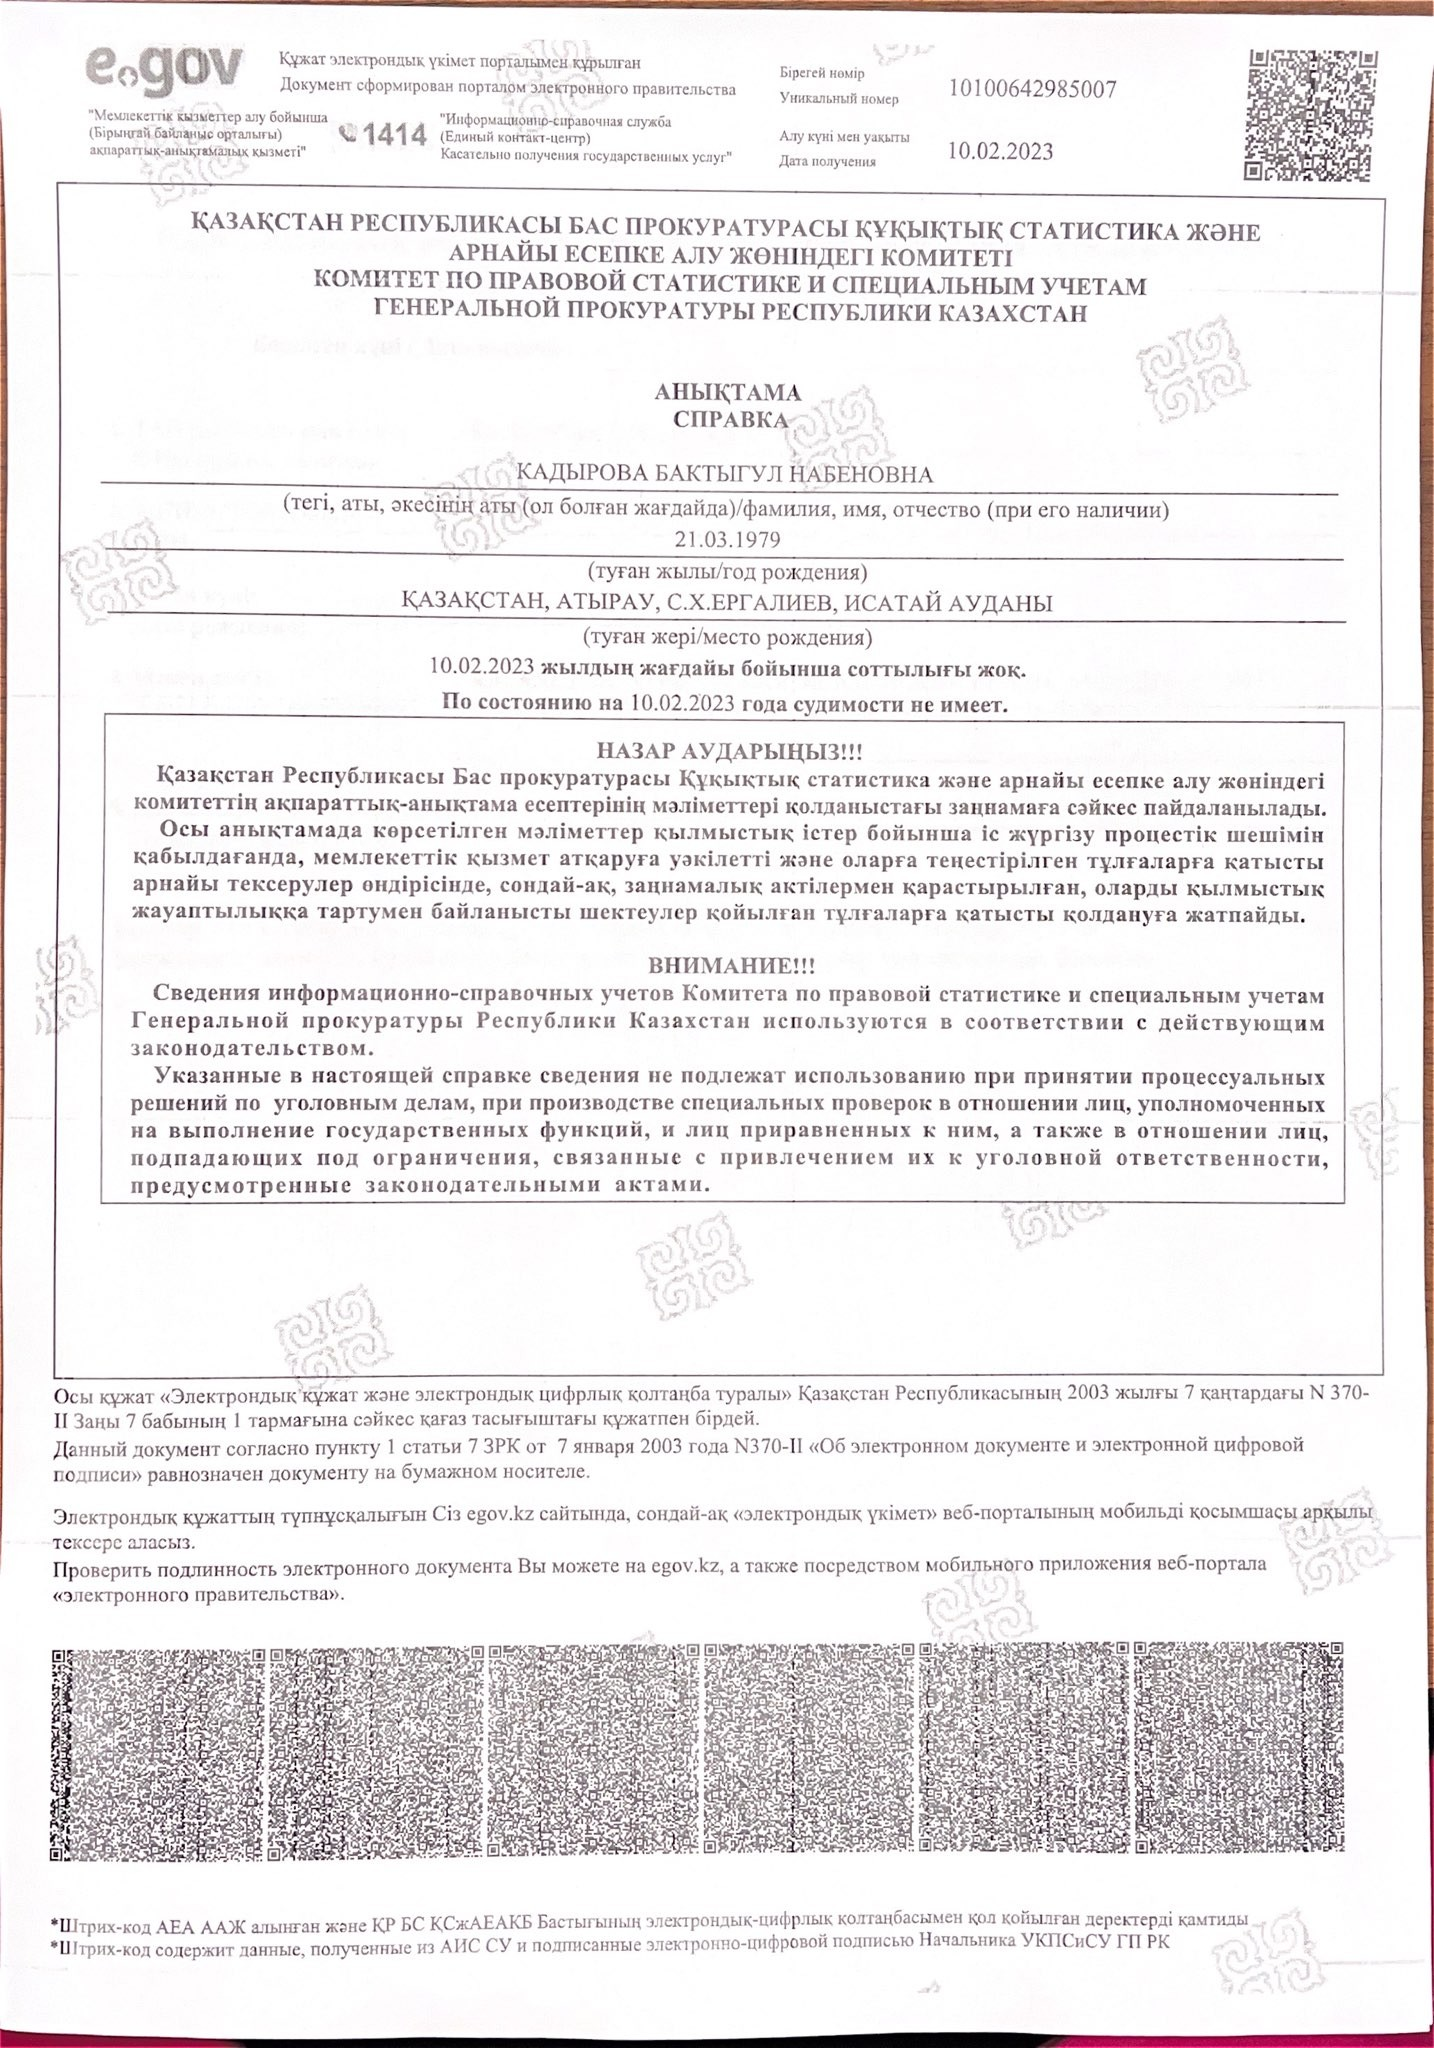 e.gov
Құжат электрондық үкімет порталымен құрылған
Документ сформирован порталом электронного правительства
"Мемлекеттік қызметтер алу бойынша
(Бірыңғай байланыс орталығы)
ақпараттық-анықтамалық қызметі"
1414
"Информационно-справочная служба
(Единый контакт-центр)
Касательно получения государственных услуг"
Бірегей нөмір
Уникальный номер
10100642985007
Алу күні мен уақыты
Дата получения
10.02.2023
ҚАЗАҚСТАН РЕСПУБЛИКАСЫ БАС ПРОКУРАТУРАСЫ ҚҰҚЫҚТЫҚ СТАТИСТИКА ЖӘНЕ
АРНАЙЫ ЕСЕПКЕ АЛУ ЖӨНІНДЕГІ КОМИТЕТІ
КОМИТЕТ ПО ПРАВОВОЙ СТАТИСТИКЕ И СПЕЦИАЛЬНЫМ УЧЕТАМ
ГЕНЕРАЛЬНОЙ ПРОКУРАТУРЫ РЕСПУБЛИКИ КАЗАХСТАН
АНЫҚТАМА
СПРАВКА
КАДЫРОВА БАКТЫГУЛ НАБЕНОВНА
(тегі, аты, әкесінің аты (ол болған жағдайда)/фамилия, имя, отчество (при его наличии)
21.03.1979
(туған жылы/год рождения)
ҚАЗАҚСТАН, АТЫРАУ, С.Х.ЕРГАЛИЕВ, ИСАТАЙ АУДАНЫ
(туған жері/место рождения)
10.02.2023 жылдың жағдайы бойынша соттылығы жоқ.
По состоянию на 10.02.2023 года судимости не имеет.
НАЗАР АУДАРЫҢЫЗ!!!
Қазақстан Республикасы Бас прокуратурасы Құқықтық статистика және арнайы есепке алу жөніндегі
комитеттің ақпараттық-анықтама есептерінің мәліметтері қолданыстағы заңнамаға сәйкес пайдаланылады.
Осы анықтамада көрсетілген мәліметтер қылмыстық істер бойынша іс жүргізу процестік шешімін
қабылдағанда, мемлекеттік қызмет атқаруға уәкілетті және оларға теңестірілген тұлғаларға қатысты
арнайы тексерулер өндірісінде, сондай-ақ, заңнамалық актілермен қарастырылған, оларды қылмыстық
жауаптылыққа тартумен байланысты шектеулер қойылған тұлғаларға қатысты қолдануға жатпайды.
ВНИМАНИЕ!!!
Сведения информационно-справочных учетов Комитета по правовой статистике и специальным учетам
Генеральной прокуратуры Республики Казахстан используются в соответствии с действующим
законодательством.
Указанные в настоящей справке сведения не подлежат использованию при принятии процессуальных
решений по уголовным делам, при производстве специальных проверок в отношении лиц, уполномоченных
на выполнение государственных функций, и лиц приравненных к ним, а также в отношении лиц,
подпадающих под ограничения, связанные с привлечением их к уголовной ответственности,
предусмотренные законодательными актами.
Осы құжат «Электрондық құжат және электрондық цифрлық қолтаңба туралы» Қазақстан Республикасының 2003 жылғы 7 қаңтардағы N 370-
II Заңы 7 бабының 1 тармағына сәйкес қағаз тасығыштағы құжатпен бірдей.
Данный документ согласно пункту 1 статьи 7 ЗРК от 7 января 2003 года N370-II «Об электронном документе и электронной цифровой
подписи» равнозначен документу на бумажном носителе.
Электрондық құжаттың түпнұсқалығын Сіз egov.kz сайтында, сондай-ақ «электрондық үкімет» веб-порталының мобильді қосымшасы арқылы
тексере аласыз.
Проверить подлинность электронного документа Вы можете на egov.kz, а также посредством мобильного приложения веб-портала
«электронного правительства».
*Штрих-код АЕА ААЖ алынған және ҚР БС ҚСжАЕАКБ Бастығының электрондық-цифрлық қолтаңбасымен қол қойылған деректерді қамтиды
*Штрих-код содержит данные, полученные из АИС СУ и подписанные электронно-цифровой подписью Начальника УКПСиСУ ГП РК